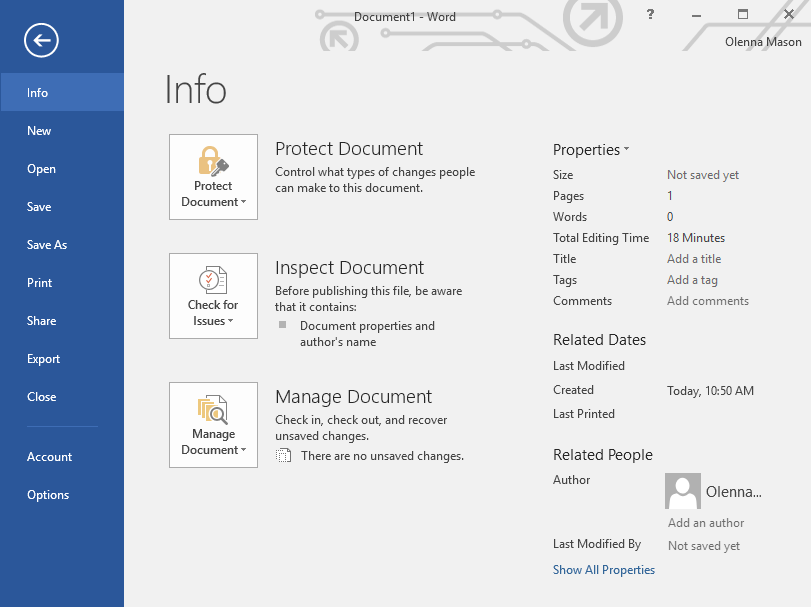 Document1 - Word
?
Olenna Mason
Info
New
Open
Save
Save As
Print
Share
Export
Close
Account
Options
Info
Protect
Document
Protect Document
Control what types of changes people
can make to this document.
Check for
Issues
Inspect Document
Before publishing this file, be aware
that it contains:
Document properties and
author's name
Manage
Document
Manage Document
Check in, check out, and recover
unsaved changes.
There are no unsaved changes.
Properties
Size Not saved yet
Pages 1
Words 0
Total Editing Time 18 Minutes
Title Add a title
Tags Add a tag
Comments Add comments
Related Dates
Last Modified
Created Today, 10:50 AM
Last Printed
Related People
Author Olenna...
Add an author
Last Modified By Not saved yet
Show All Properties